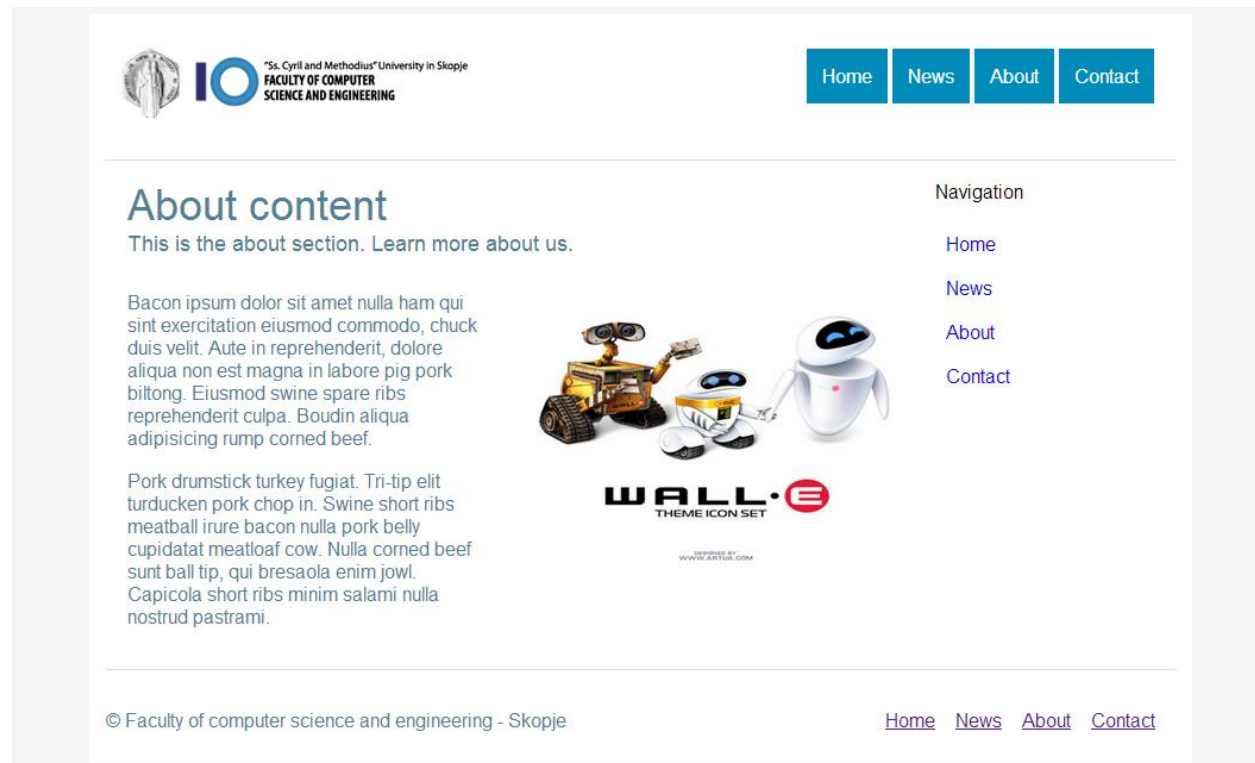 "Ss. Cyril and Methodius" University in Skopje
FACULTY OF COMPUTER
SCIENCE AND ENGINEERING
Home News About Contact
About content
This is the about section. Learn more about us.
Bacon ipsum dolor sit amet nulla ham qui
sint exercitation eiusmod commodo, chuck
duis velit. Aute in reprehenderit, dolore
aliqua non est magna in labore pig pork
biltong. Eiusmod swine spare ribs
reprehenderit culpa. Boudin aliqua
adipisicing rump corned beef.
Pork drumstick turkey fugiat. Tri-tip elit
turducken pork chop in. Swine short ribs
meatball irure bacon nulla pork belly
cupidatat meatloaf cow. Nulla corned beef
sunt ball tip, qui bresaola enim jowl.
Capicola short ribs minim salami nulla
nostrud pastrami.
WALL·E
THEME ICON SET
DESIGNED BY
WWW.ARTUA.COM
Navigation
Home
News
About
Contact
© Faculty of computer science and engineering - Skopje
Home News About Contact